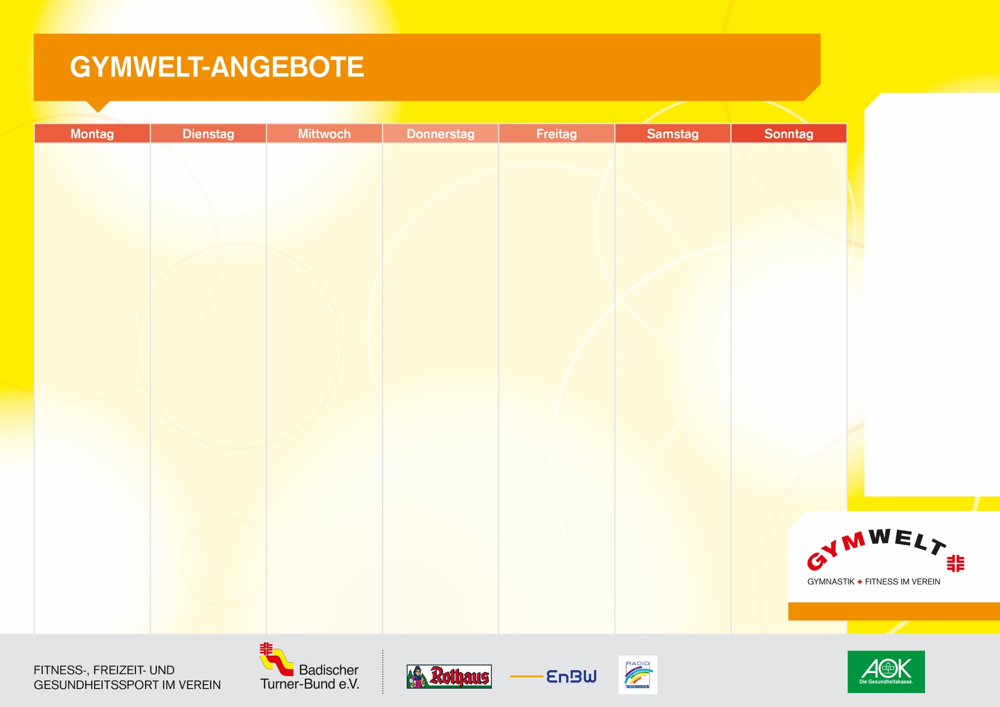 GYMWELT-ANGEBOTE
Montag Dienstag Mittwoch Donnerstag Freitag Samstag Sonntag
GYMWELT
GYMNASTIK + FITNESS IM VEREIN
FITNESS-, FREIZEIT- UND
GESUNDHEITSSPORT IM VEREIN
Badischer
Turner-Bund e.V.
Rothaus
EnBW
RADIO
REGENBOGEN
AOK
Die Gesundheitskasse.